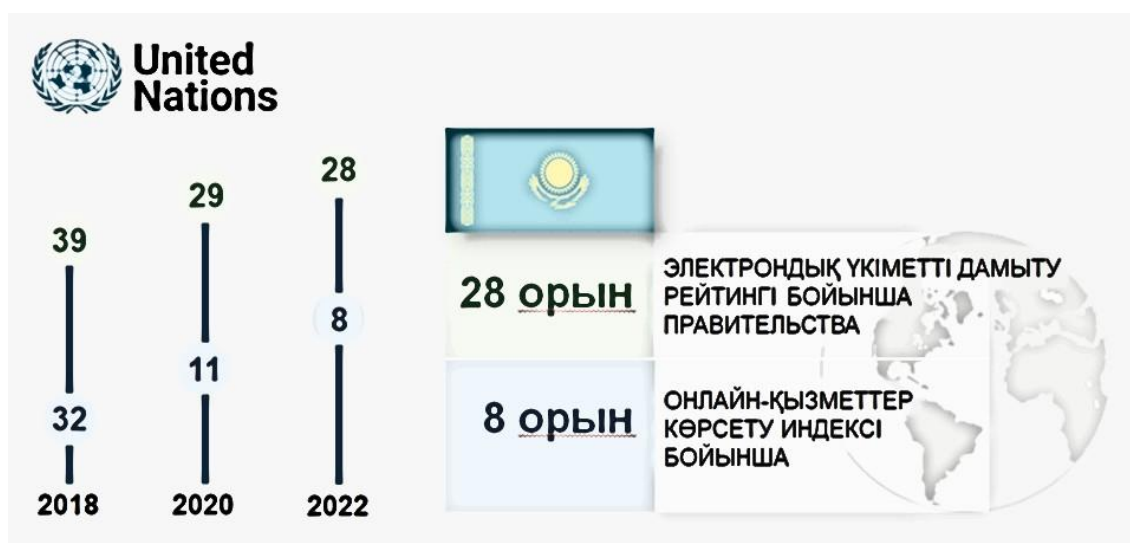 United
Nations
39
32
2018
29
11
2020
28
8
2022
28 орын
ЭЛЕКТРОНДЫҚ ҮКІМЕТТІ ДАМЫТУ
РЕЙТИНГІ БОЙЫНША
ПРАВИТЕЛЬСТВА
8 орын
ОНЛАЙН-ҚЫЗМЕТТЕР
КӨРСЕТУ ИНДЕКСІ
БОЙЫНША